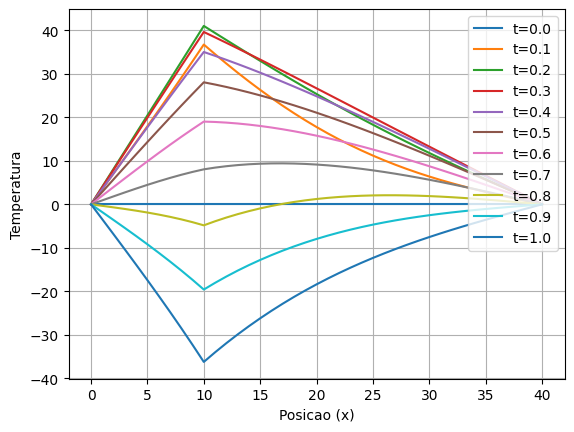 40
30
20
10
0
−10
−20
−30
−40
Temperatura
0 5 10 15 20 25 30 35 40
Posicao (x)
t=0.0
t=0.1
t=0.2
t=0.3
t=0.4
t=0.5
t=0.6
t=0.7
t=0.8
t=0.9
t=1.0